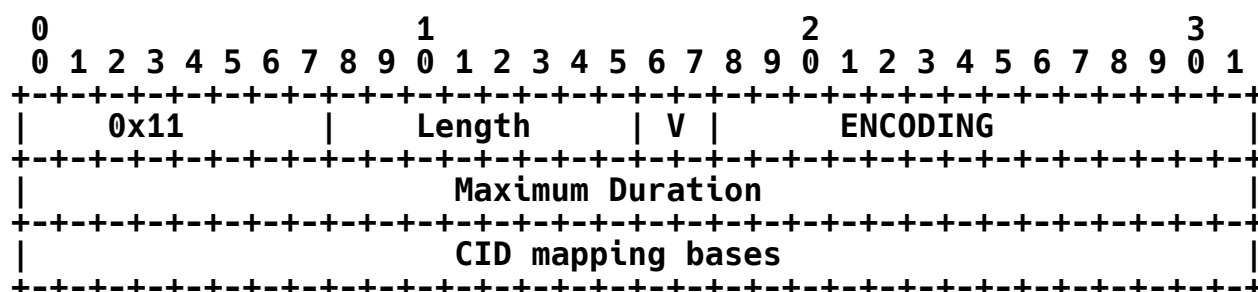 0                   1                   2                   3
 0 1 2 3 4 5 6 7 8 9 0 1 2 3 4 5 6 7 8 9 0 1 2 3 4 5 6 7 8 9 0 1
+-+-+-+-+-+-+-+-+-+-+-+-+-+-+-+-+-+-+-+-+-+-+-+-+-+-+-+-+-+-+-+-+
|    0x11       |    Length     | V |      ENCODING             |
+-+-+-+-+-+-+-+-+-+-+-+-+-+-+-+-+-+-+-+-+-+-+-+-+-+-+-+-+-+-+-+-+
|                      Maximum Duration                         |
+-+-+-+-+-+-+-+-+-+-+-+-+-+-+-+-+-+-+-+-+-+-+-+-+-+-+-+-+-+-+-+-+
|                      CID mapping bases                        |
+-+-+-+-+-+-+-+-+-+-+-+-+-+-+-+-+-+-+-+-+-+-+-+-+-+-+-+-+-+-+-+-+